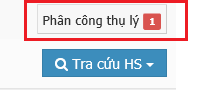 Phân công thụ lý 1
Tra cứu HS